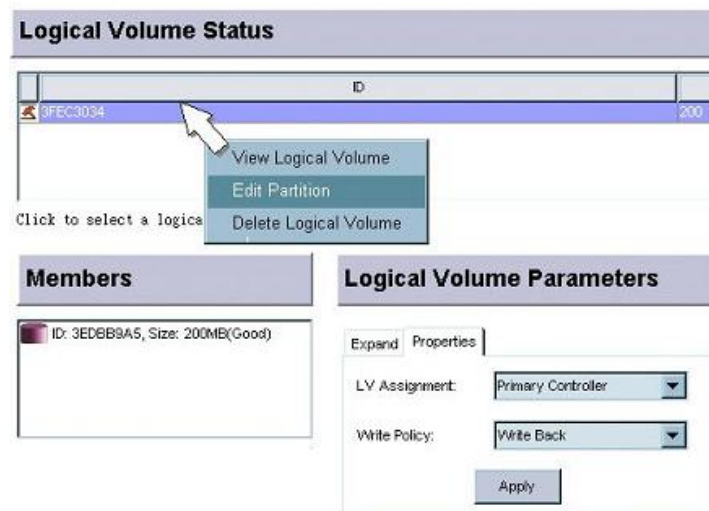 Logical Volume Status
ID
3FEC3034 200
View Logical Volume
Edit Partition
Delete Logical Volume
Click to select a logica
Members
ID: 3EDBB9A5, Size: 200MB(Good)
Logical Volume Parameters
Expand Properties
LV Assignment: Primary Controller
Write Policy: Write Back
Apply